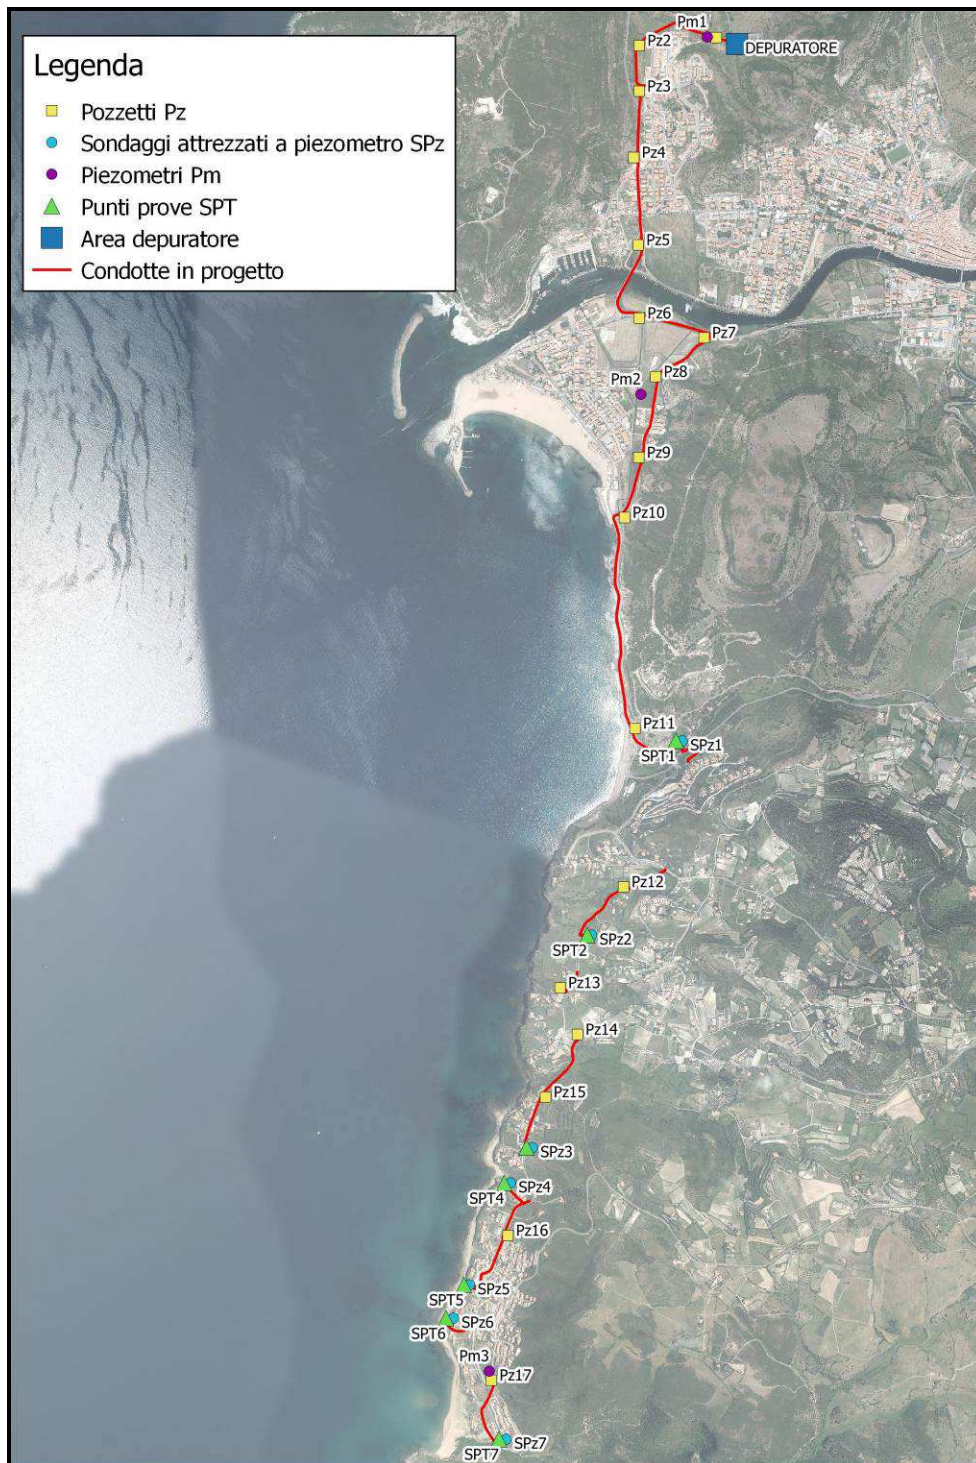 Legenda
Pozzetti Pz
Sondaggi attrezzati a piezometro SPz
Piezometri Pm
Punti prove SPT
Area depuratore
Condotte in progetto
Pm1
DEPURATORE
Pz2
Pz3
Pz4
Pz5
Pz6
Pz7
Pz8
Pm2
Pz9
Pz10
Pz11
SPT1 SPz1
Pz12
SPT2 SPz2
Pz13
Pz14
Pz15
SPz3
SPT4 SPz4
Pz16
SPT5 SPz5
SPT6 SPz6
Pm3
Pz17
SPT7 SPz7